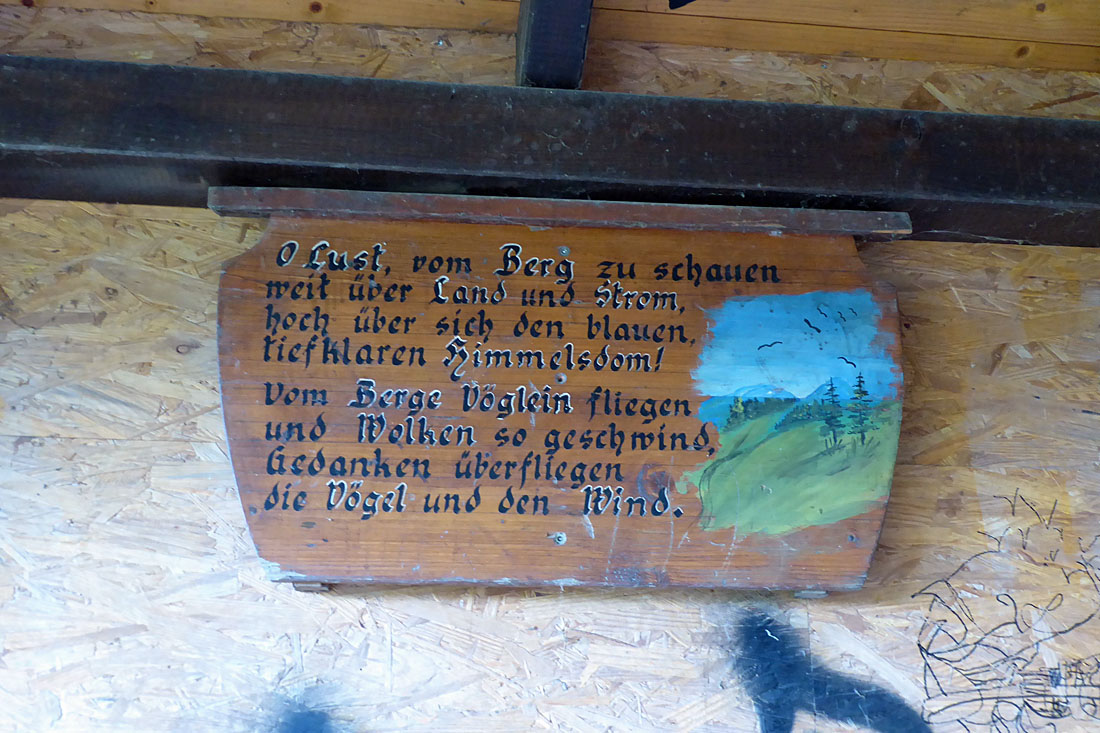 O Lust, vom Berg zu schauen
weit über Land und Strom,
hoch über sich den blauen,
tiefklaren Himmelsdom!
Vom Berge Vöglein fliegen
und Wolken so geschwind,
Gedanken überfliegen
die Vögel und den Wind.